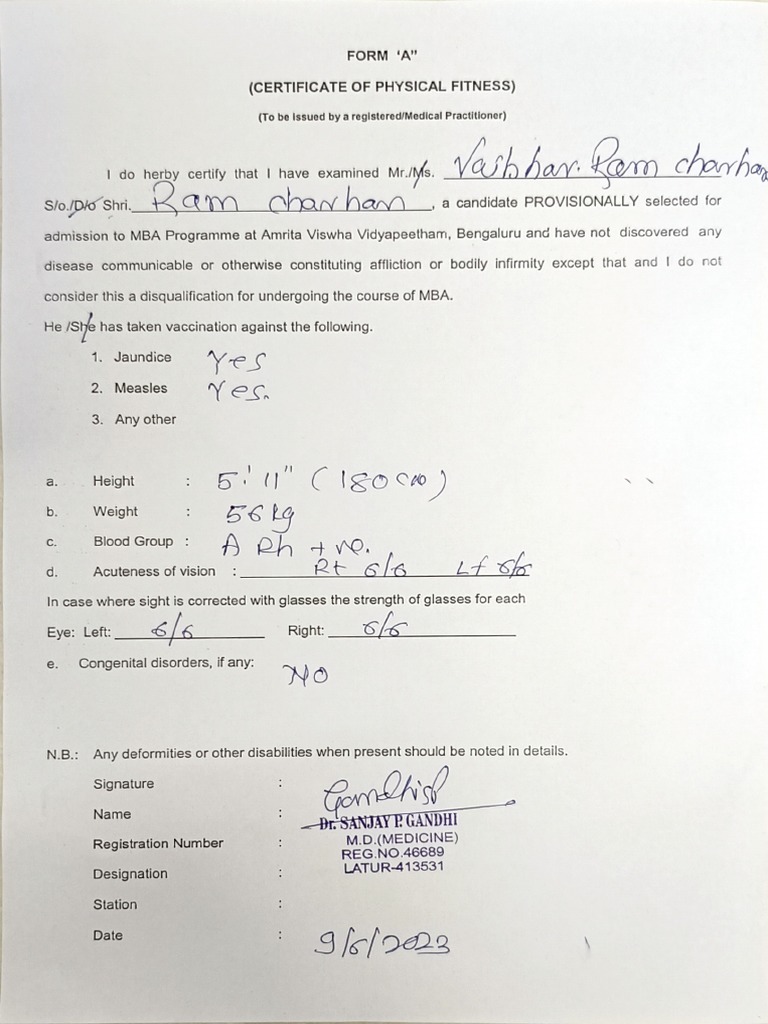 FORM 'A"
(CERTIFICATE OF PHYSICAL FITNESS)
(To be Issued by a registered/Medical Practitioner)
I do herby certify that I have examined Mr./Ms. Vaibhav. Ram chavhan
S/o./D/o Shri. Ram chavhan, a candidate PROVISIONALLY selected for
admission to MBA Programme at Amrita Viswha Vidyapeetham, Bengaluru and have not discovered any
disease communicable or otherwise constituting affliction or bodily infirmity except that and I do not
consider this a disqualification for undergoing the course of MBA.
He /She has taken vaccination against the following.
1. Jaundice Yes
2. Measles Yes.
3. Any other
a. Height : 5'11" (180 cm)
b. Weight : 56 kg
c. Blood Group : A Rh +ve.
d. Acuteness of vision : Rt 6/6 Lt 6/6
In case where sight is corrected with glasses the strength of glasses for each
Eye: Left: 6/6 Right: 6/6
e. Congenital disorders, if any: NO
N.B.: Any deformities or other disabilities when present should be noted in details.
Signature : Gandhisp
Name : Dr. SANJAY P. GANDHI
M.D.(MEDICINE)
Registration Number : REG.NO.46689
Designation : LATUR-413531
Station :
Date : 9/6/2023